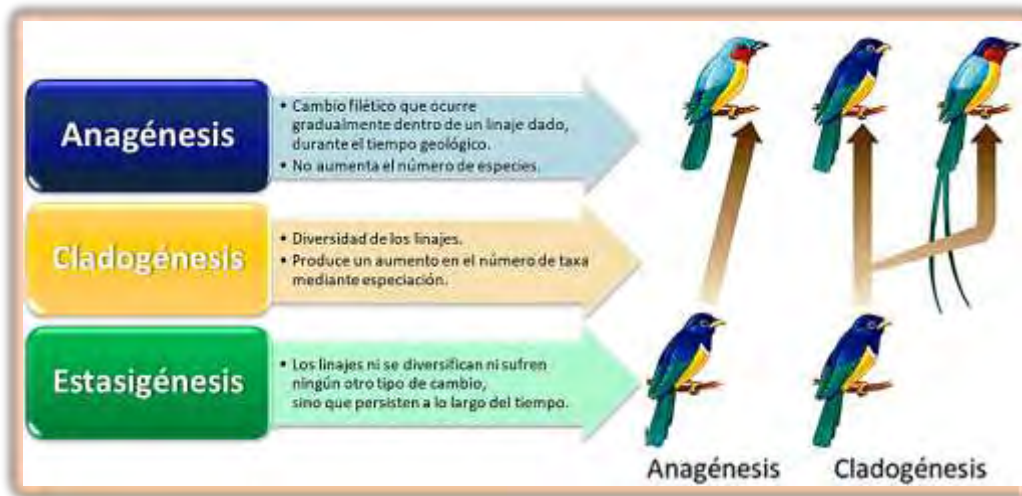 Anagénesis
• Cambio filético que ocurre
gradualmente dentro de un linaje dado,
durante el tiempo geológico.
• No aumenta el número de especies.
Cladogénesis
• Diversidad de los linajes.
• Produce un aumento en el número de taxa
mediante especiación.
Estasigénesis
• Los linajes ni se diversifican ni sufren
ningún otro tipo de cambio,
sino que persisten a lo largo del tiempo.
Anagénesis
Cladogénesis